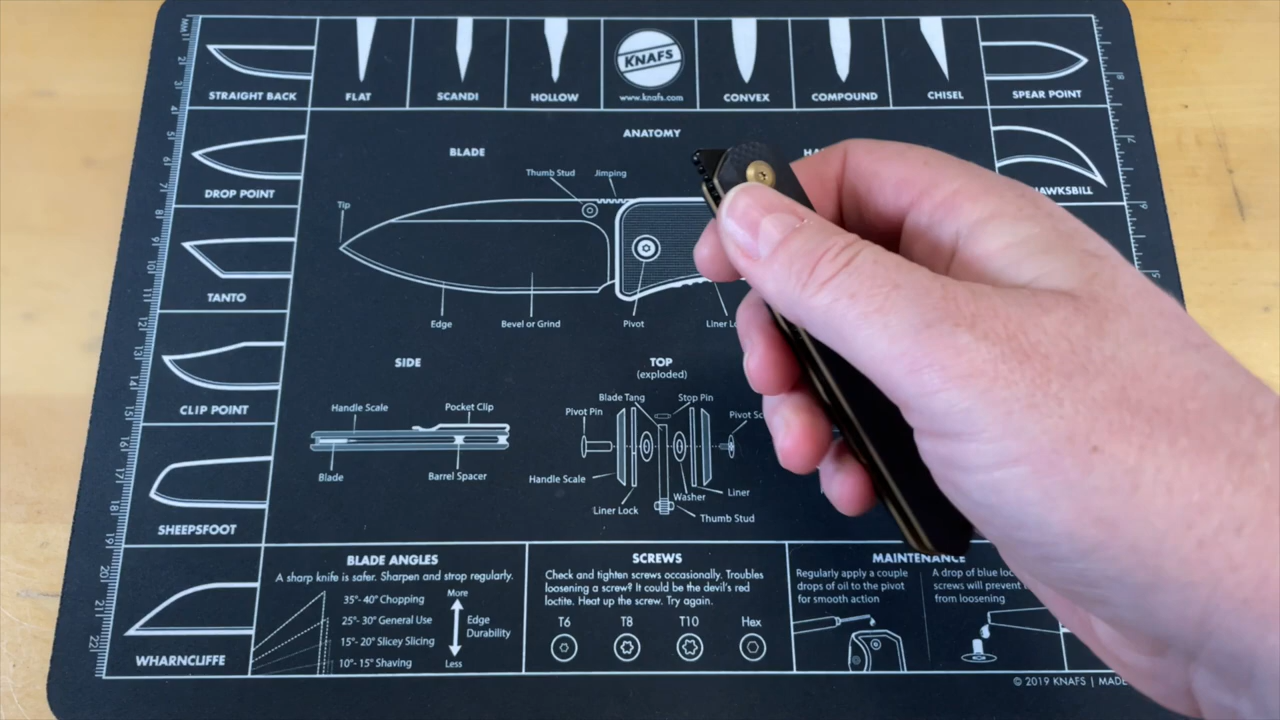 MM
STRAIGHT BACK
FLAT
SCANDI
HOLLOW
KNAFS
www.knafs.com
CONVEX
COMPOUND
CHISEL
SPEAR POINT
DROP POINT
TANTO
CLIP POINT
SHEEPSFOOT
WHARNCLIFFE
HAWKSBILL
ANATOMY
BLADE
Thumb Stud
Jimping
Tip
Edge
Bevel or Grind
Pivot
Liner
SIDE
Handle Scale
Pocket Clip
Blade
Barrel Spacer
TOP
(exploded)
Blade Tang
Stop Pin
Pivot Pin
Pivot
Handle Scale
Washer
Liner
Liner Lock
Thumb Stud
BLADE ANGLES
A sharp knife is safer. Sharpen and strop regularly.
35°- 40° Chopping
25°- 30° General Use
15°- 20° Slicey Slicing
10°- 15° Shaving
More
Edge
Durability
Less
SCREWS
Check and tighten screws occasionally. Troubles
loosening a screw? It could be the devil's red
loctite. Heat up the screw. Try again.
T6
T8
T10
Hex
MAINTENANCE
Regularly apply a couple
drops of oil to the pivot
for smooth action
A drop of blue
screws will prevent
from loosening
© 2019 KNAFS | MADE